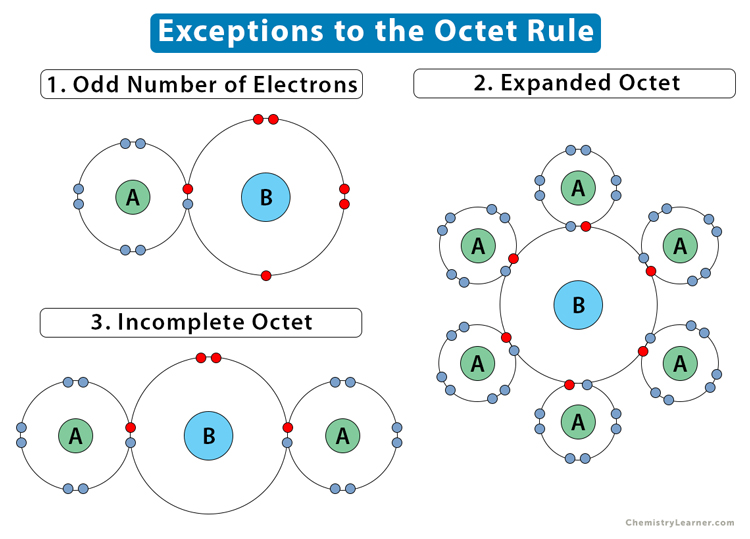 Exceptions to the Octet Rule
1. Odd Number of Electrons
2. Expanded Octet
A
B
A
A
A
B
A
A
A
3. Incomplete Octet
A
B
A
ChemistryLearner.com